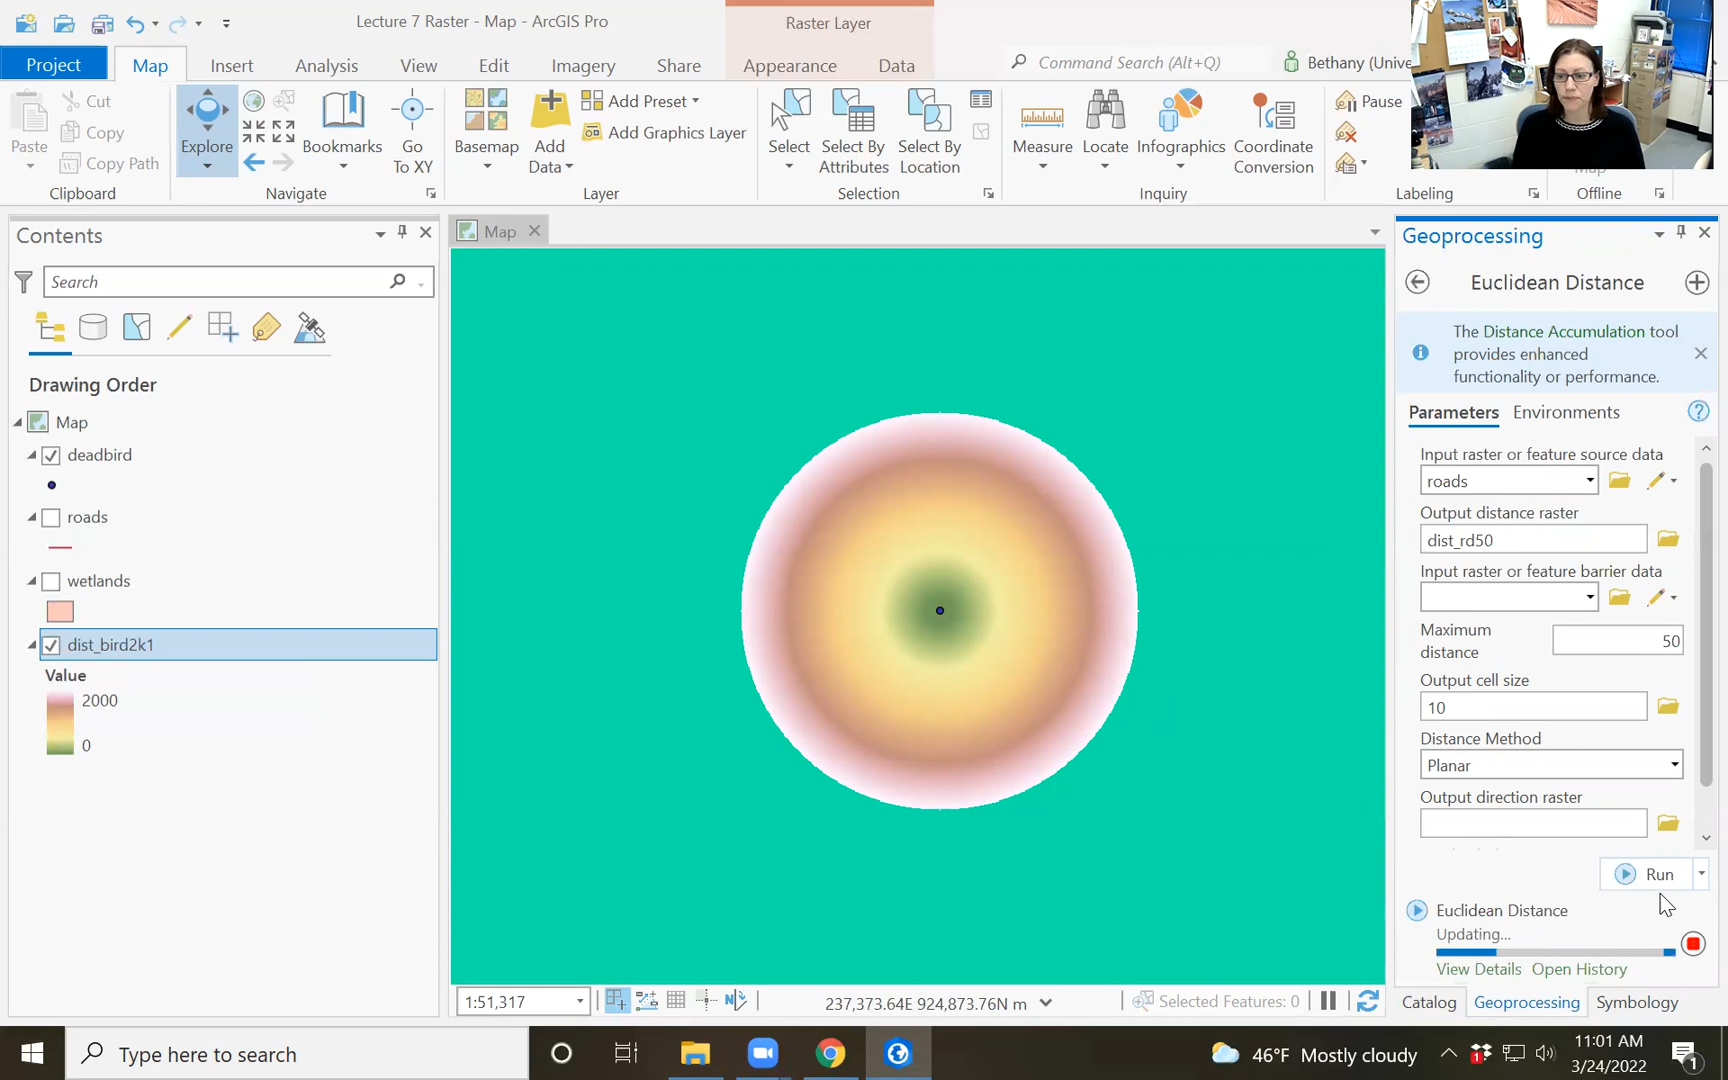 Lecture 7 Raster - Map - ArcGIS Pro
Raster Layer
Project
Map
Insert
Analysis
View
Edit
Imagery
Share
Appearance
Data
Command Search (Alt+Q)
Bethany (Unive
Paste
Cut
Copy
Copy Path
Clipboard
Explore
Bookmarks
Go
To XY
Navigate
Basemap
Add
Data
Add Preset
Add Graphics Layer
Layer
Select
Select By
Attributes
Select By
Location
Selection
Measure
Locate
Infographics
Coordinate
Conversion
Inquiry
Pause
Labeling
Map
Offline
Contents
Search
Drawing Order
Map
deadbird
roads
wetlands
dist_bird2k1
Value
2000
0
Map
1:51,317
237,373.64E 924,873.76N m
Selected Features: 0
Geoprocessing
Euclidean Distance
The Distance Accumulation tool
provides enhanced
functionality or performance.
Parameters
Environments
Input raster or feature source data
roads
Output distance raster
dist_rd50
Input raster or feature barrier data
Maximum
distance
50
Output cell size
10
Distance Method
Planar
Output direction raster
Run
Euclidean Distance
Updating...
View Details Open History
Catalog
Geoprocessing
Symbology
Type here to search
46°F Mostly cloudy
11:01 AM
3/24/2022
1
1